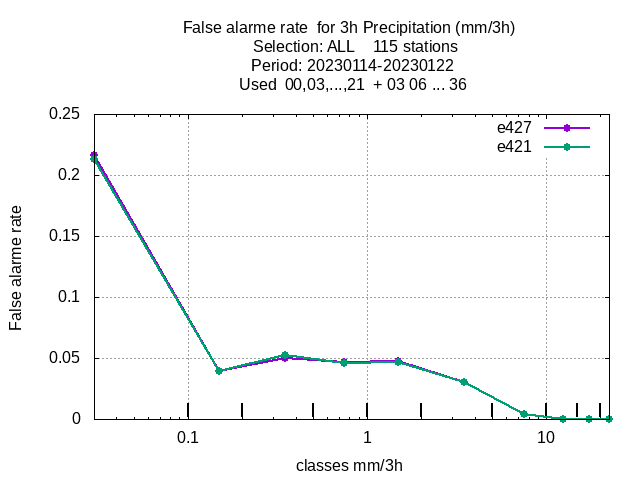 False alarme rate  for 3h Precipitation (mm/3h)
Selection: ALL    115 stations
Period: 20230114-20230122
Used  00,03,...,21  + 03 06 ... 36
0.25
e427
e421
0.2
0.15
False alarme rate
0.1
0.05
0
0.1
1
10
classes mm/3h